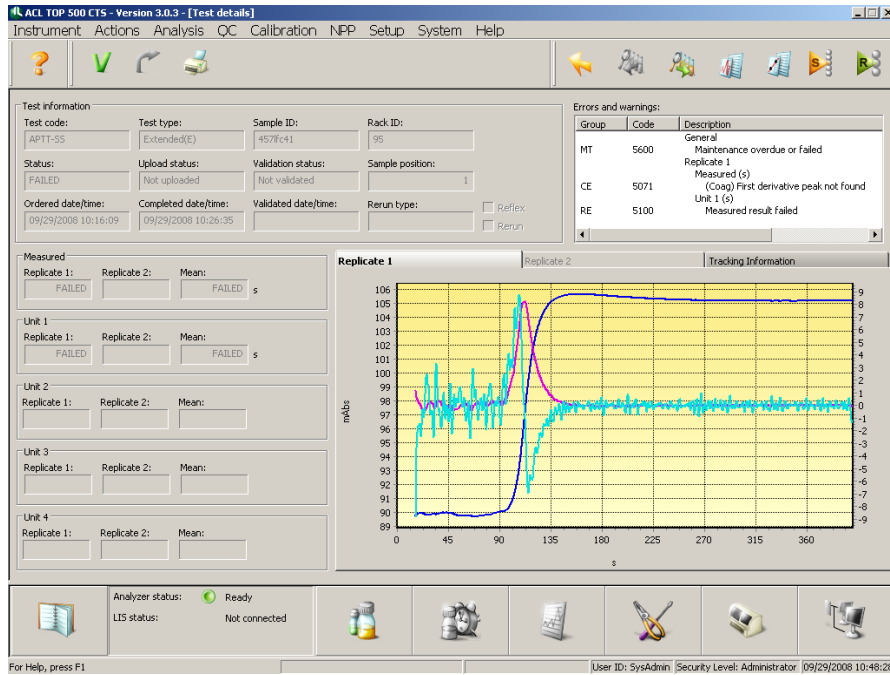 ACL TOP 500 CTS - Version 3.0.3 - [Test details]
Instrument Actions Analysis QC Calibration NPP Setup System Help
S R
Test information
Test code: Test type: Sample ID: Rack ID:
APTT-SS Extended(E) 457lfc41 95
Status: Upload status: Validation status: Sample position:
FAILED Not uploaded Not validated 1
Ordered date/time: Completed date/time: Validated date/time: Rerun type:
09/29/2008 10:16:09 09/29/2008 10:26:35
Reflex
Rerun
Errors and warnings:
Group Code Description
General
MT 5600 Maintenance overdue or failed
Replicate 1
Measured (s)
CE 5071 (Coag) First derivative peak not found
Unit 1 (s)
RE 5100 Measured result failed
Measured
Replicate 1: Replicate 2: Mean:
FAILED FAILED s
Unit 1
Replicate 1: Replicate 2: Mean:
FAILED FAILED s
Unit 2
Replicate 1: Replicate 2: Mean:
Unit 3
Replicate 1: Replicate 2: Mean:
Unit 4
Replicate 1: Replicate 2: Mean:
Replicate 1 Replicate 2 Tracking Information
106
105
104
103
102
101
100
99
98
97
96
95
94
93
92
91
90
89
mAbs
9
8
7
6
5
4
3
2
1
0
-1
-2
-3
-4
-5
-6
-7
-8
-9
0 45 90 135 180 225 270 315 360
s
Analyzer status: Ready
LIS status: Not connected
For Help, press F1
User ID: SysAdmin Security Level: Administrator 09/29/2008 10:48:28